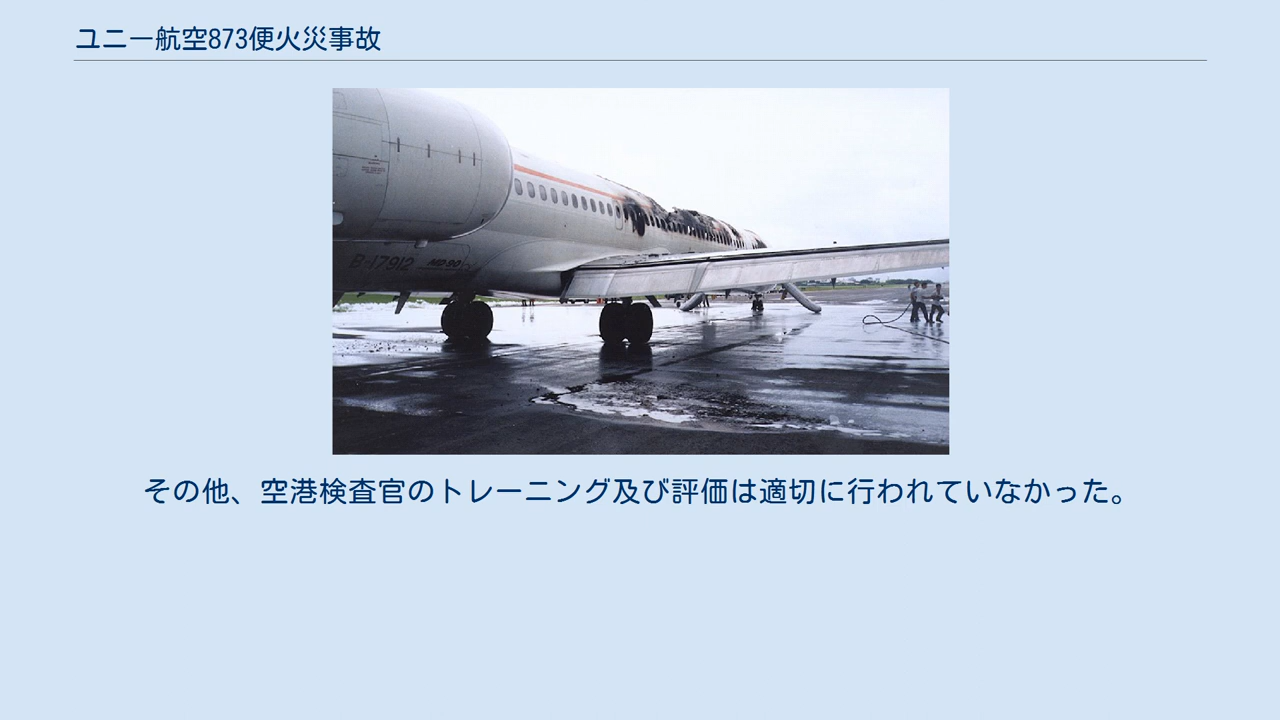 ユニー航空873便火災事故
B-17912 MD90
その他、空港検査官のトレーニング及び評価は適切に行われていなかった。